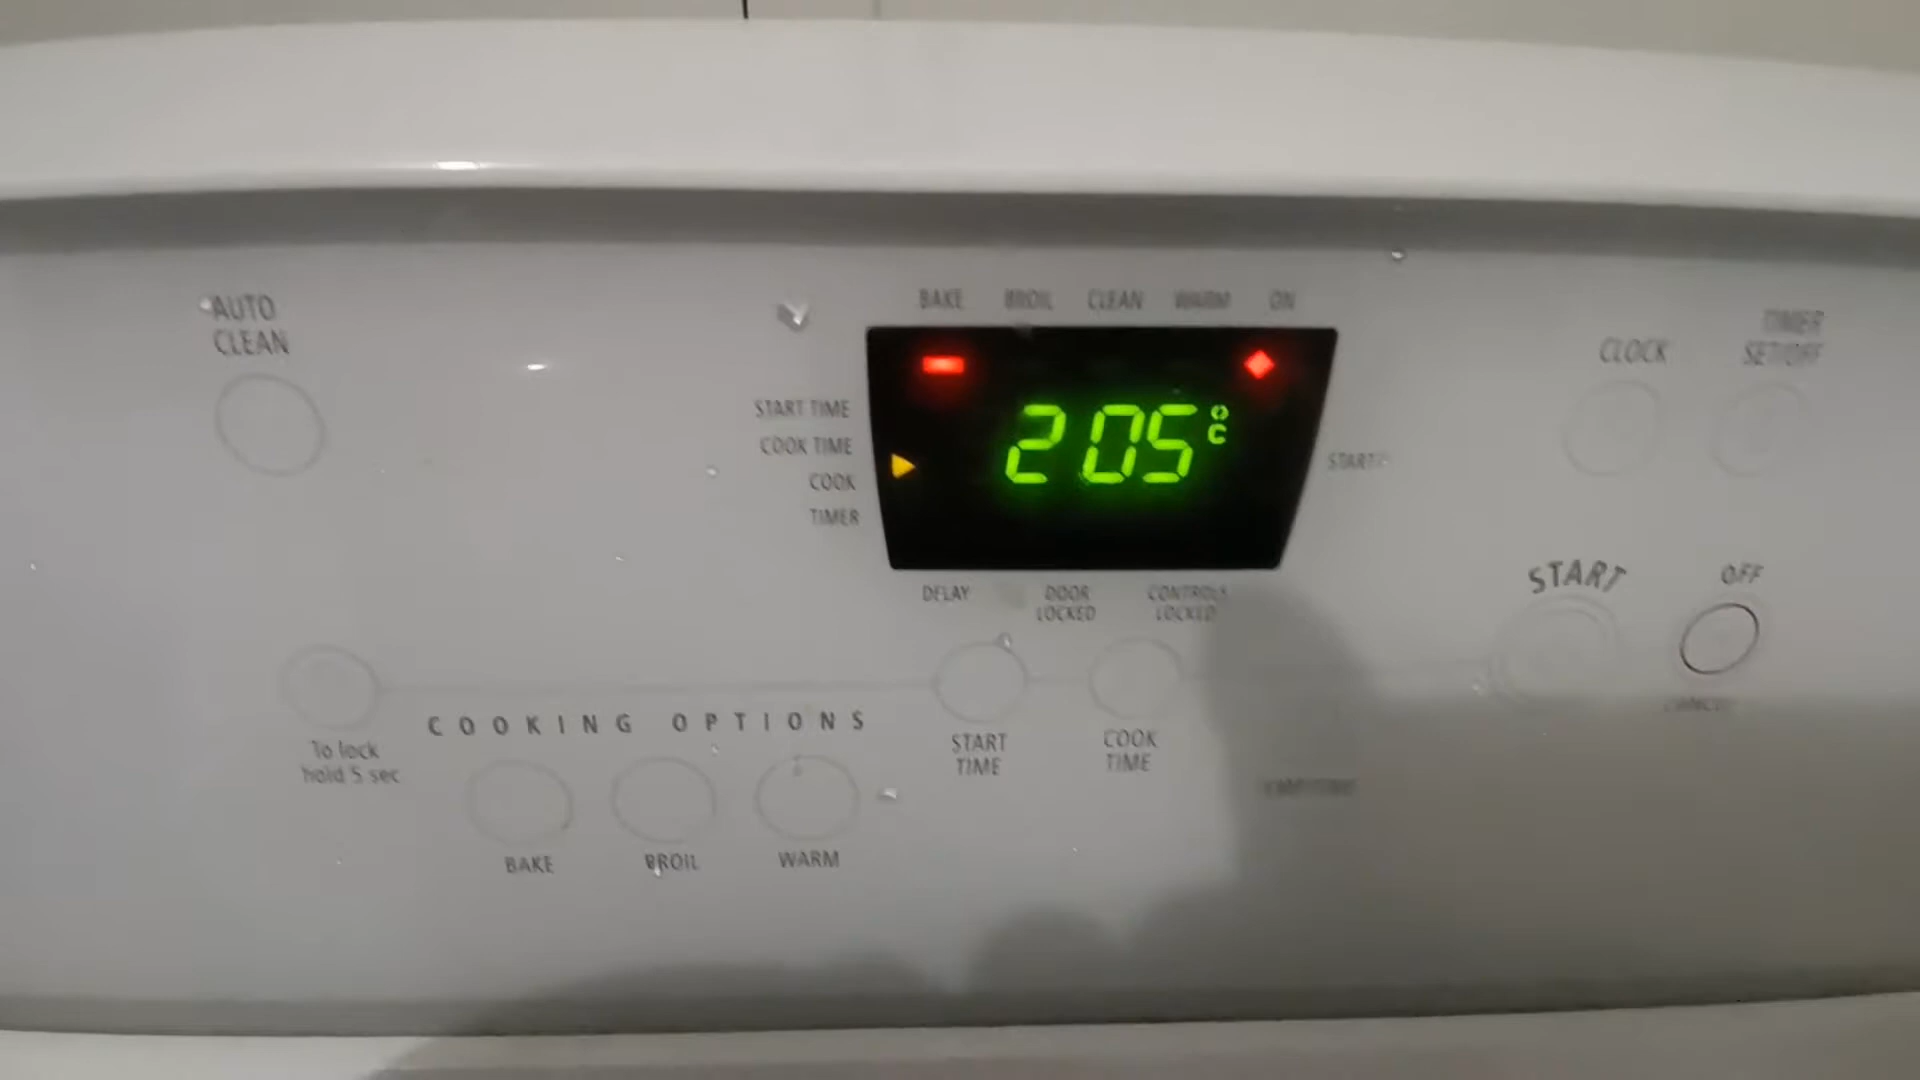 BAKE BROIL CLEAN WARM ON
AUTO
CLEAN
START TIME
COOK TIME
COOK
TIMER
205°C
START?
CLOCK
TIMER
SET/OFF
DELAY
DOOR
LOCKED
CONTROLS
LOCKED
START
OFF
CANCEL
To lock
hold 5 sec
COOKING OPTIONS
START
TIME
COOK
TIME
BAKE BROIL WARM